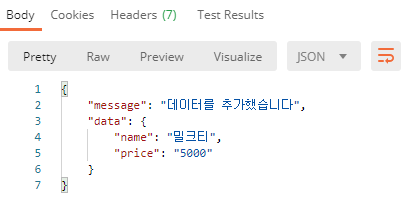 Body Cookies Headers (7) Test Results
Pretty Raw Preview Visualize JSON
1 {
2 "message": "데이터를 추가했습니다",
3 "data": {
4 "name": "밀크티",
5 "price": "5000"
6 }
7 }